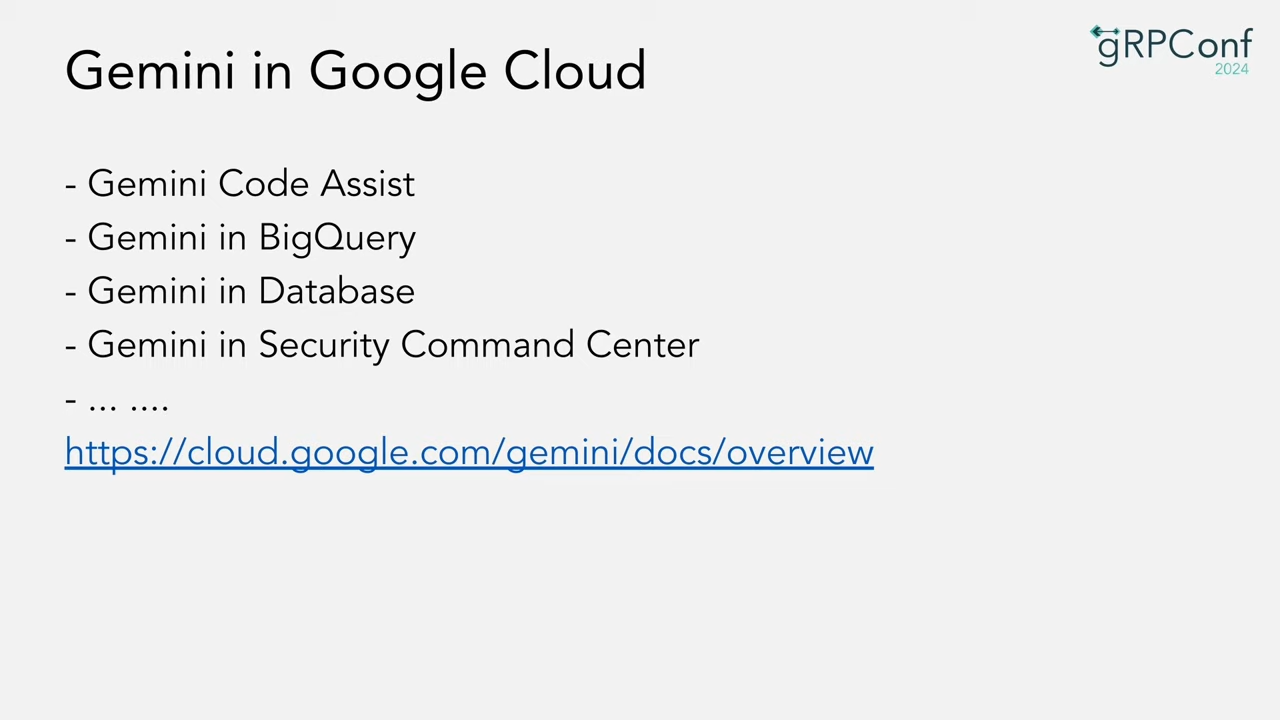 gRPConf
2024
Gemini in Google Cloud
- Gemini Code Assist
- Gemini in BigQuery
- Gemini in Database
- Gemini in Security Command Center
- ... ....
https://cloud.google.com/gemini/docs/overview